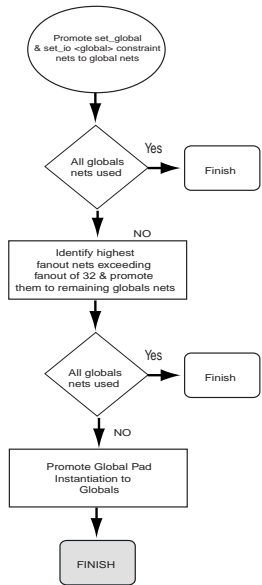 Promote set_global
& set_io <global> constraint
nets to global nets
All globals
nets used
Yes
Finish
NO
Identify highest
fanout nets exceeding
fanout of 32 & promote
them to remaining globals nets
All globals
nets used
Yes
Finish
NO
Promote Global Pad
Instantiation to
Globals
FINISH